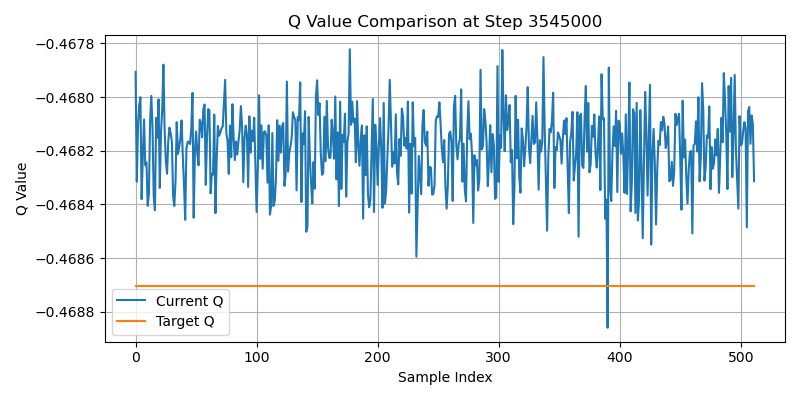 Q Value Comparison at Step 3545000
Q Value
−0.4678
−0.4680
−0.4682
−0.4684
−0.4686
−0.4688
Current Q
Target Q
0 100 200 300 400 500
Sample Index